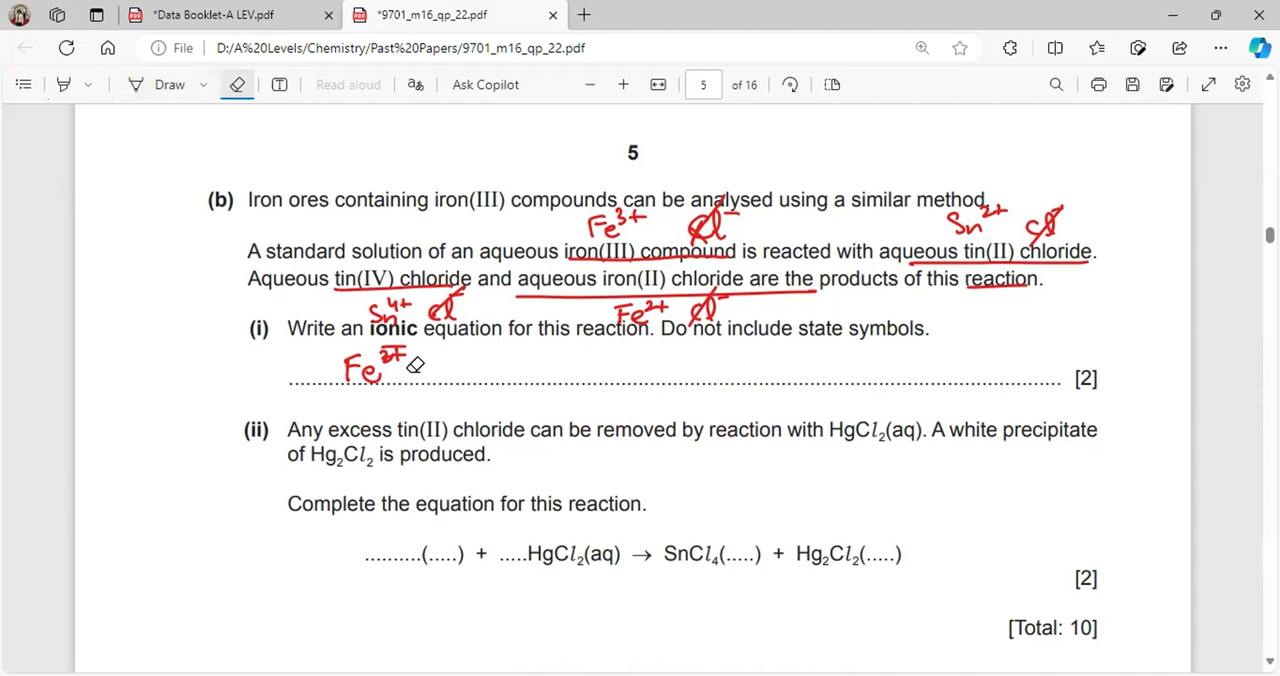 *Data Booklet-A LEV.pdf
*9701_m16_qp_22.pdf
File D:/A%20Levels/Chemistry/Past%20Papers/9701_m16_qp_22.pdf
Draw Read aloud aあ Ask Copilot 5 of 16
5
(b) Iron ores containing iron(III) compounds can be analysed using a similar method.
Fe³⁺ Cl⁻ Sn²⁺ Cl⁻
A standard solution of an aqueous iron(III) compound is reacted with aqueous tin(II) chloride.
Aqueous tin(IV) chloride and aqueous iron(II) chloride are the products of this reaction.
Sn⁴⁺ Cl⁻ Fe²⁺ Cl⁻
(i) Write an ionic equation for this reaction. Do not include state symbols.
Fe³⁺
.......................................................................................................................... [2]
(ii) Any excess tin(II) chloride can be removed by reaction with HgCl₂(aq). A white precipitate
of Hg₂Cl₂ is produced.
Complete the equation for this reaction.
..........(.....) + .....HgCl₂(aq) → SnCl₄(.....) + Hg₂Cl₂(.....)
[2]
[Total: 10]